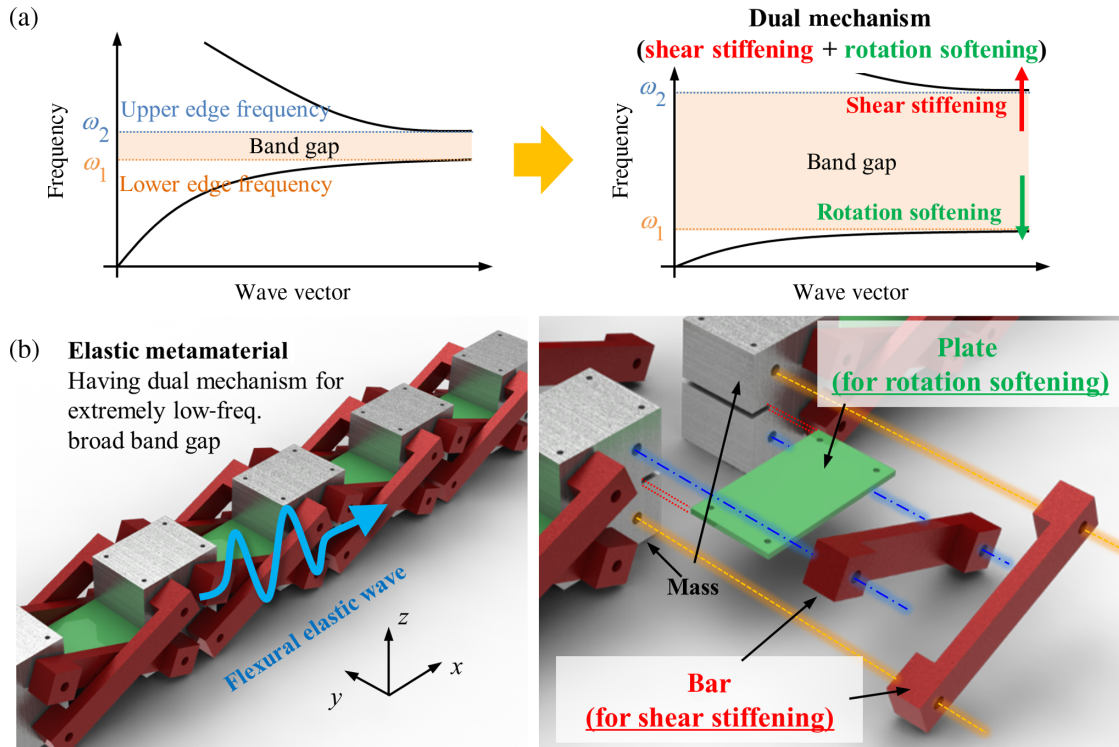 (a)
Frequency
ω2
ω1
Upper edge frequency
Band gap
Lower edge frequency
Wave vector
Dual mechanism
(shear stiffening + rotation softening)
Frequency
ω2
ω1
Shear stiffening
Band gap
Rotation softening
Wave vector
(b)
Elastic metamaterial
Having dual mechanism for
extremely low-freq.
broad band gap
Flexural elastic wave
z
x
y
Plate
(for rotation softening)
Mass
Bar
(for shear stiffening)